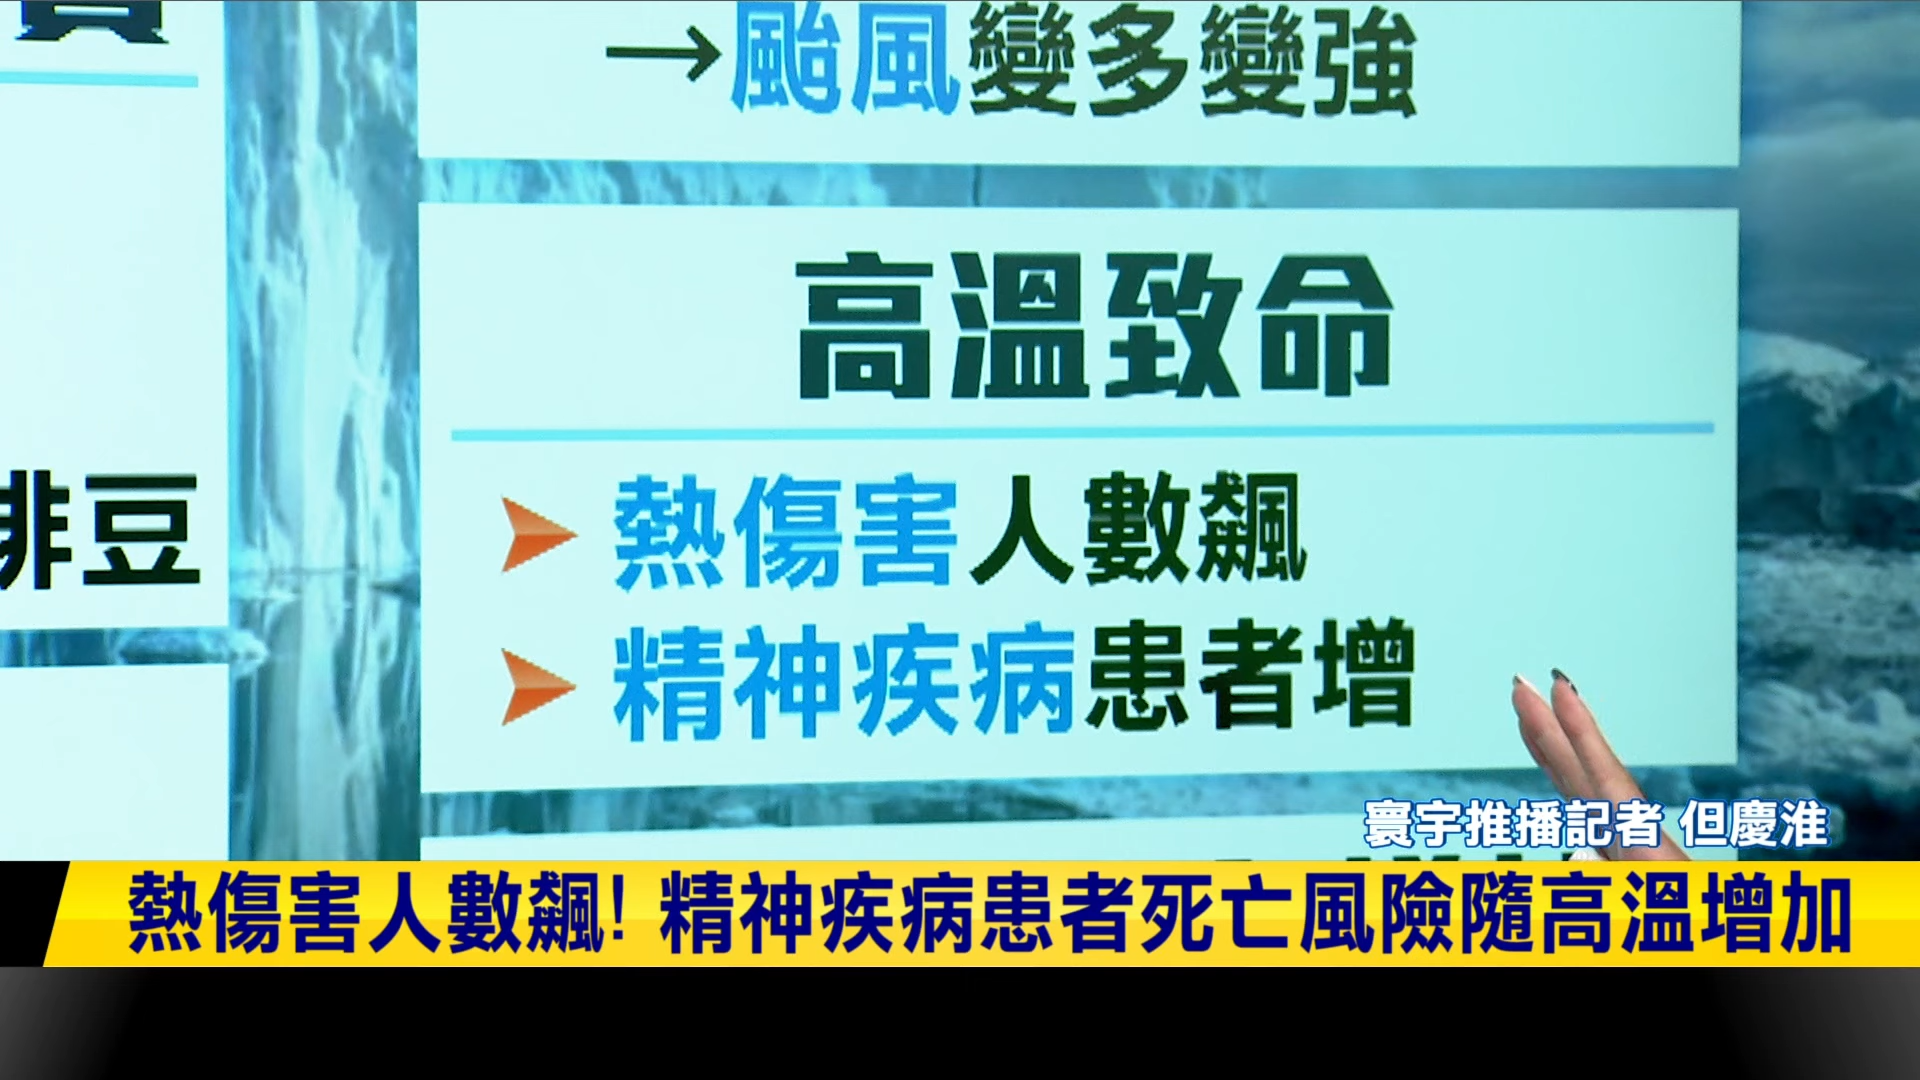 →颱風變多變強
高溫致命
➤ 熱傷害人數飆
➤ 精神疾病患者增
啡豆
寰宇推播記者 但慶淮
熱傷害人數飆! 精神疾病患者死亡風險隨高溫增加